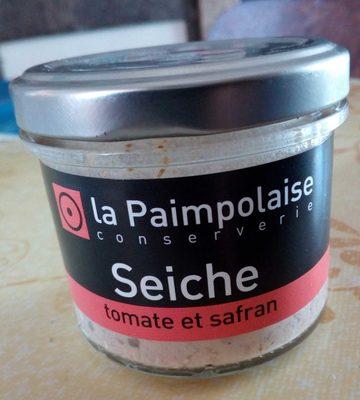 la Paimpolaise
conserverie
Seiche
tomate et safran